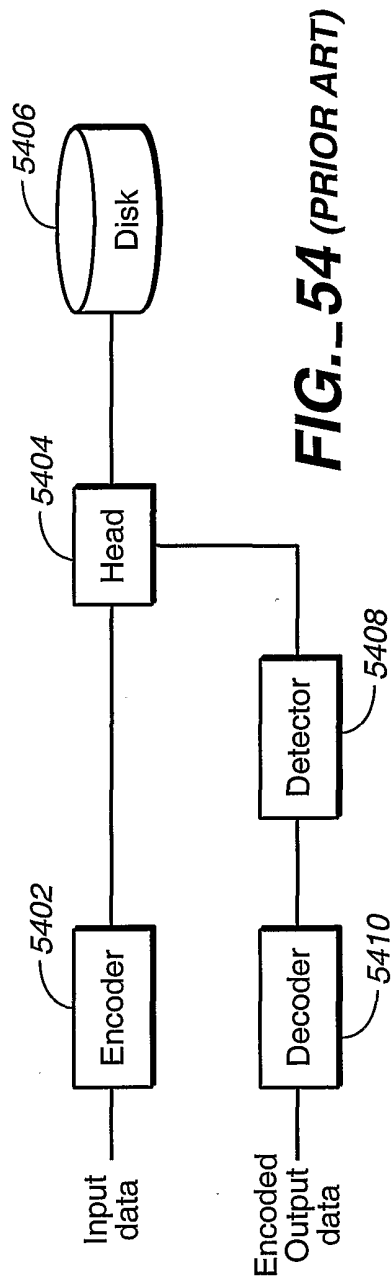 Input
data
Encoder
5402
Head
5404
Disk
5406
Encoded
Output
data
Decoder
5410
Detector
5408
FIG._54 (PRIOR ART)